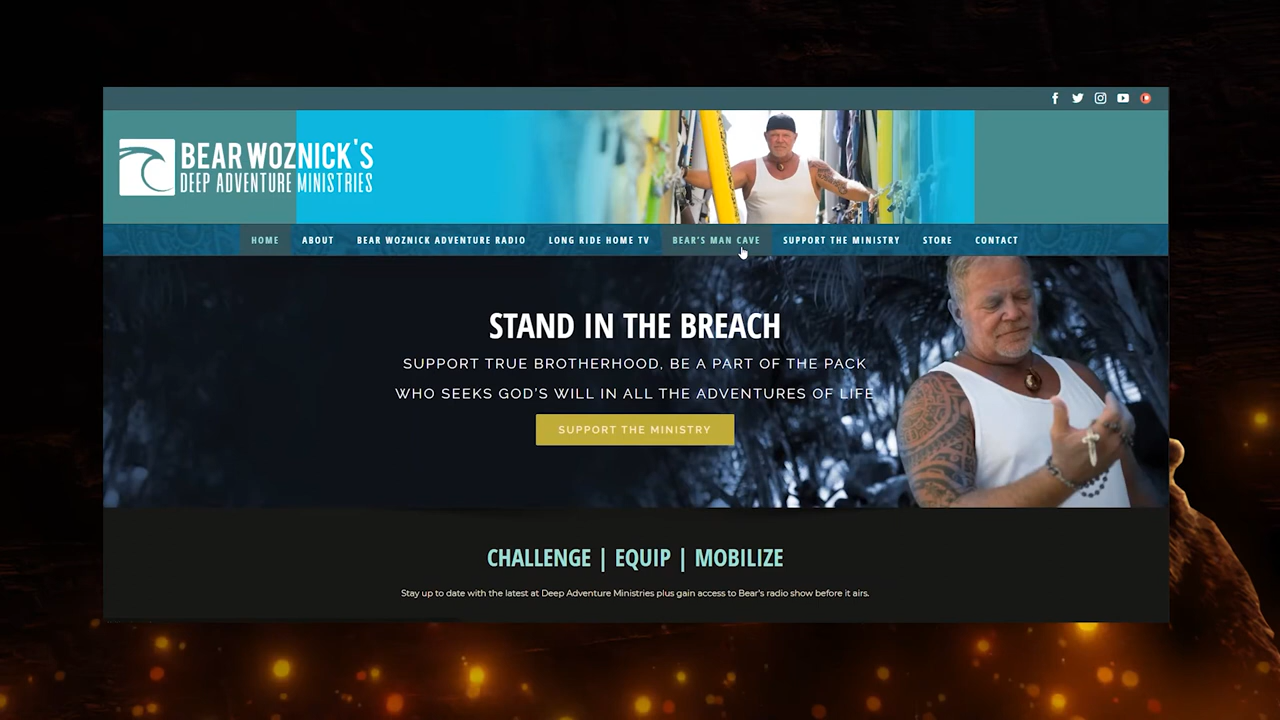 BEAR WOZNICK'S
DEEP ADVENTURE MINISTRIES
HOME ABOUT BEAR WOZNICK ADVENTURE RADIO LONG RIDE HOME TV BEAR'S MAN CAVE SUPPORT THE MINISTRY STORE CONTACT
STAND IN THE BREACH
SUPPORT TRUE BROTHERHOOD, BE A PART OF THE PACK
WHO SEEKS GOD'S WILL IN ALL THE ADVENTURES OF LIFE
SUPPORT THE MINISTRY
CHALLENGE | EQUIP | MOBILIZE
Stay up to date with the latest at Deep Adventure Ministries plus gain access to Bear's radio show before it airs.